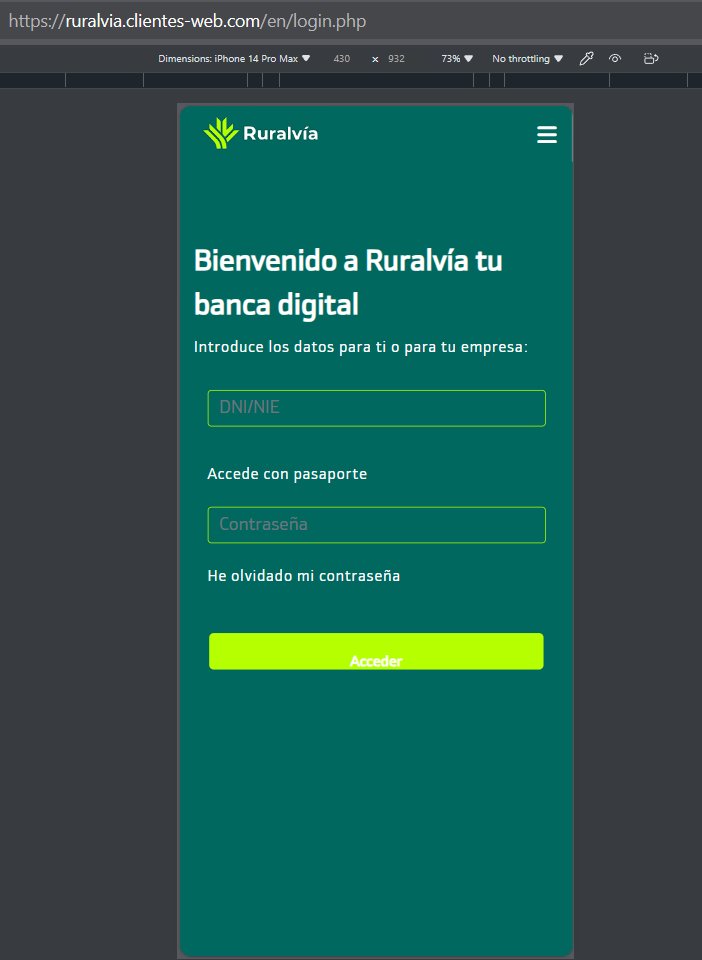 https://ruralvia.clientes-web.com/en/login.php
Dimensions: iPhone 14 Pro Max ▼ 430 × 932 73% ▼ No throttling ▼
Ruralvía
Bienvenido a Ruralvía tu
banca digital
Introduce los datos para ti o para tu empresa:
DNI/NIE
Accede con pasaporte
Contraseña
He olvidado mi contraseña
Acceder